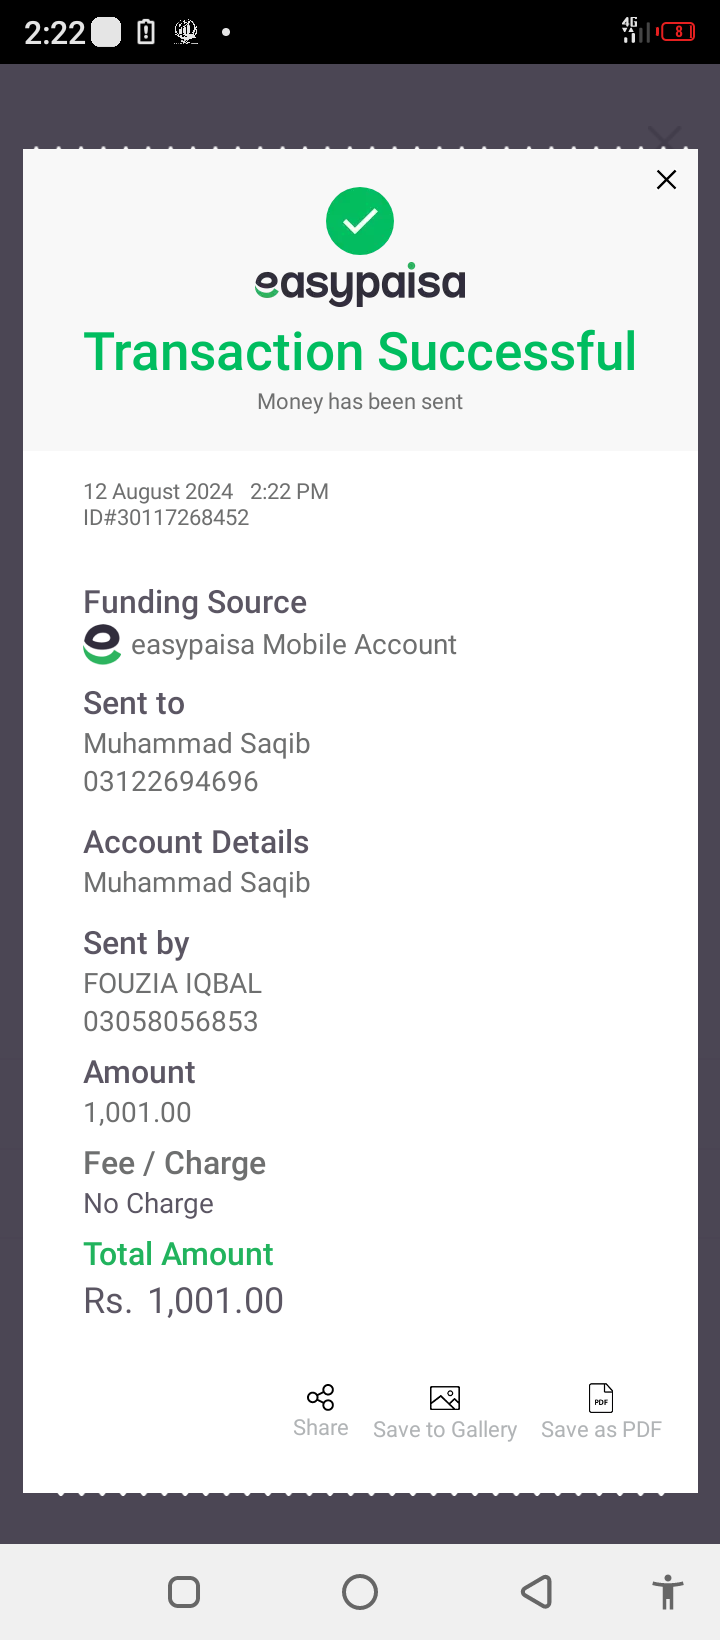 2:22
4G
8
easypaisa
Transaction Successful
Money has been sent
12 August 2024 2:22 PM
ID#30117268452
Funding Source
easypaisa Mobile Account
Sent to
Muhammad Saqib
03122694696
Account Details
Muhammad Saqib
Sent by
FOUZIA IQBAL
03058056853
Amount
1,001.00
Fee / Charge
No Charge
Total Amount
Rs. 1,001.00
PDF
Share Save to Gallery Save as PDF